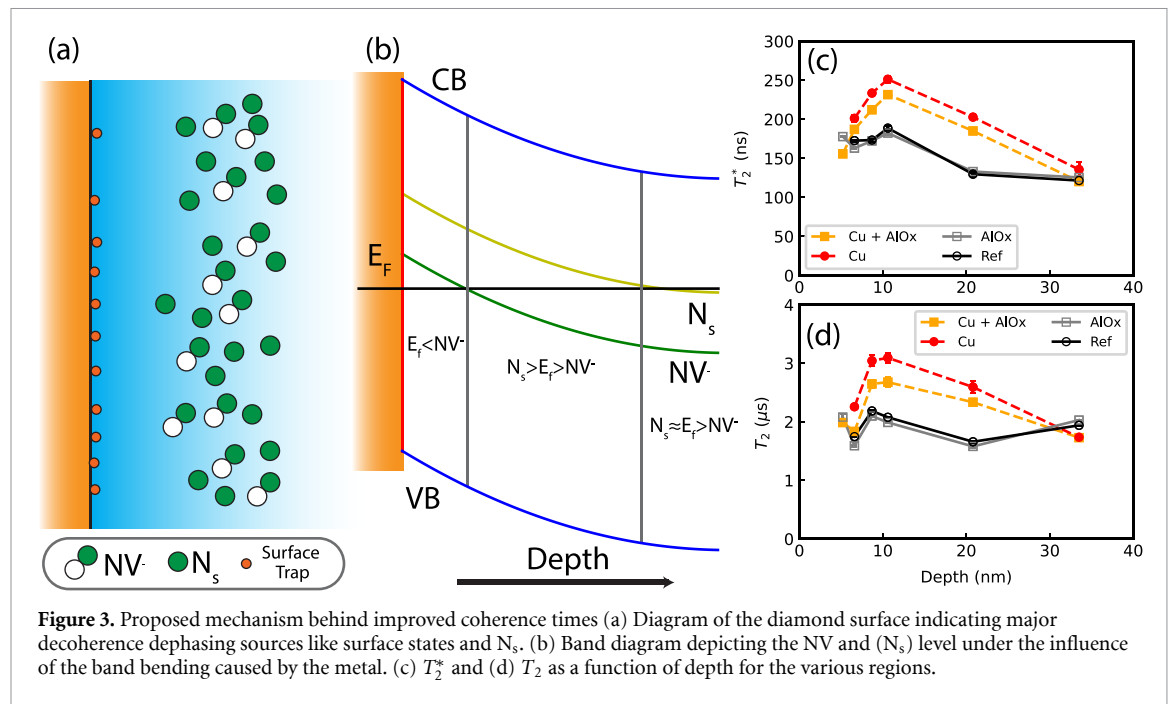 (a)
NV-
N_s
Surface
Trap
(b)
CB
E_F
N_s
E_f<NV-
N_s>E_f>NV-
NV-
N_s≈E_f>NV-
VB
Depth
(c)
300
250
200
150
100
50
0
T_2^* (ns)
Cu + AlOx
Cu
AlOx
Ref
0 10 20 30 40
(d)
4
3
2
1
0
T_2 (μs)
Cu + AlOx
Cu
AlOx
Ref
0 10 20 30 40
Depth (nm)
Figure 3. Proposed mechanism behind improved coherence times (a) Diagram of the diamond surface indicating major
decoherence dephasing sources like surface states and N_s. (b) Band diagram depicting the NV and (N_s) level under the influence
of the band bending caused by the metal. (c) T_2^* and (d) T_2 as a function of depth for the various regions.